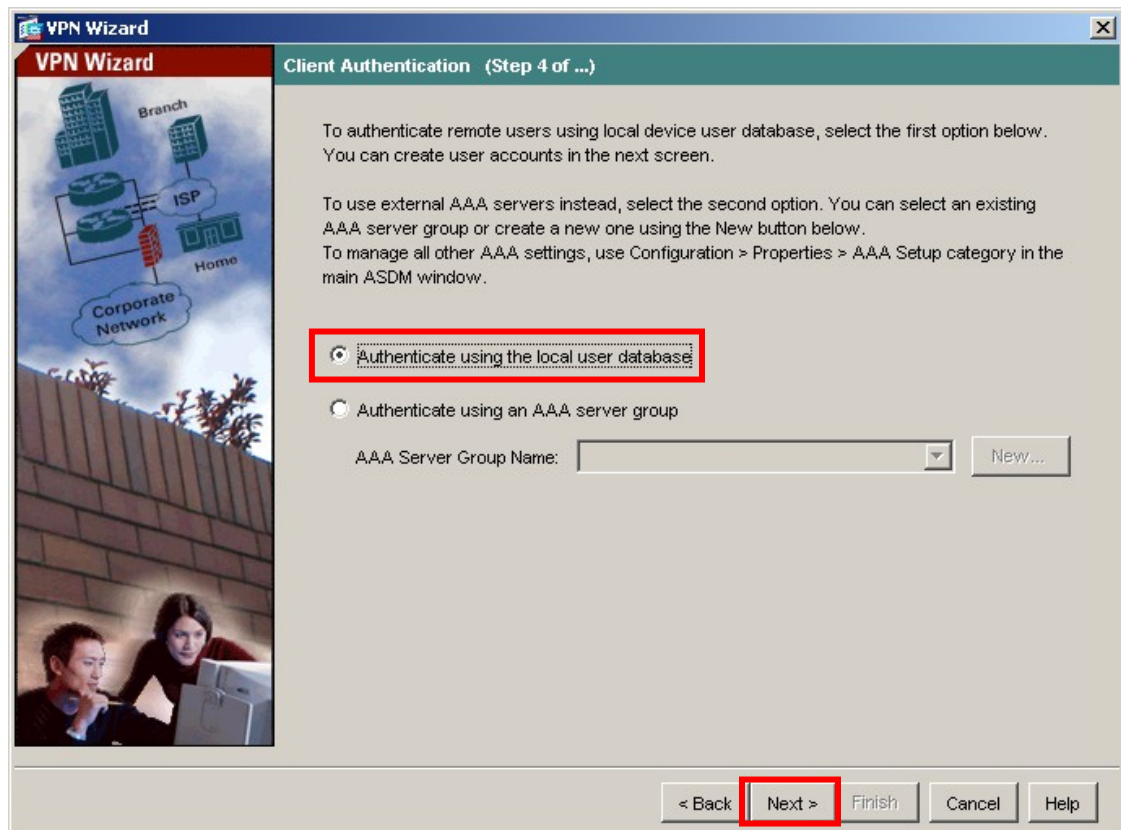 VPN Wizard
VPN Wizard
Client Authentication (Step 4 of ...)
Branch
ISP
Home
Corporate
Network
To authenticate remote users using local device user database, select the first option below.
You can create user accounts in the next screen.
To use external AAA servers instead, select the second option. You can select an existing
AAA server group or create a new one using the New button below.
To manage all other AAA settings, use Configuration > Properties > AAA Setup category in the
main ASDM window.
Authenticate using the local user database
Authenticate using an AAA server group
AAA Server Group Name:
New...
< Back
Next >
Finish
Cancel
Help